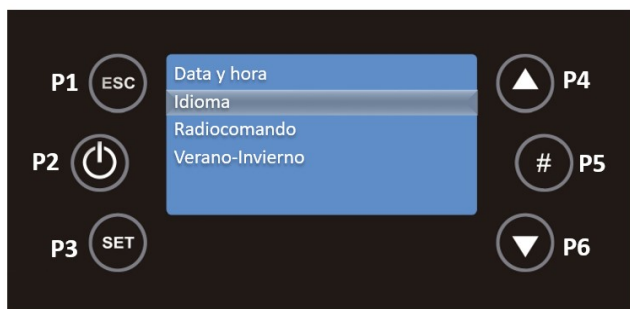 P1 ESC
Data y hora
Idioma
Radiocomando
Verano-Invierno
P4
P2
# P5
P3 SET
P6